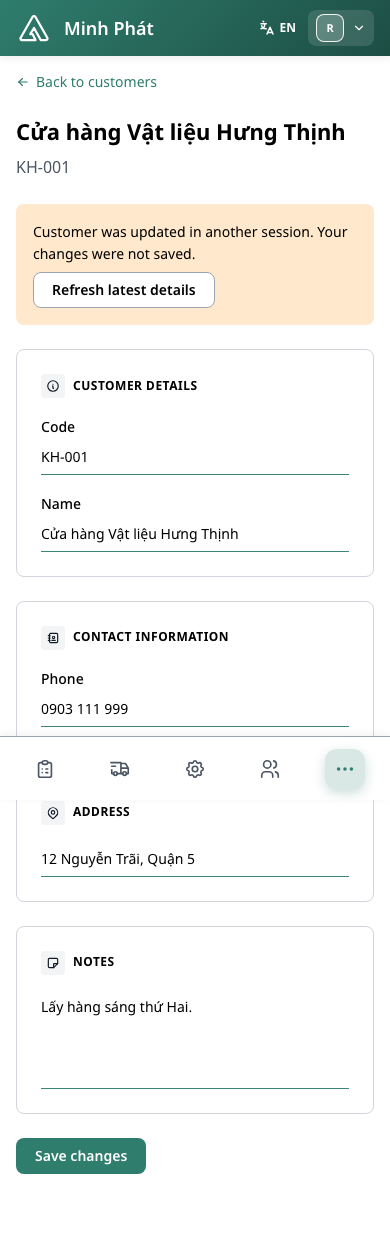 Minh Phát
EN
R
Back to customers
Cửa hàng Vật liệu Hưng Thịnh
KH-001
Customer was updated in another session. Your
changes were not saved.
Refresh latest details
CUSTOMER DETAILS
Code
KH-001
Name
Cửa hàng Vật liệu Hưng Thịnh
CONTACT INFORMATION
Phone
0903 111 999
ADDRESS
12 Nguyễn Trãi, Quận 5
NOTES
Lấy hàng sáng thứ Hai.
Save changes